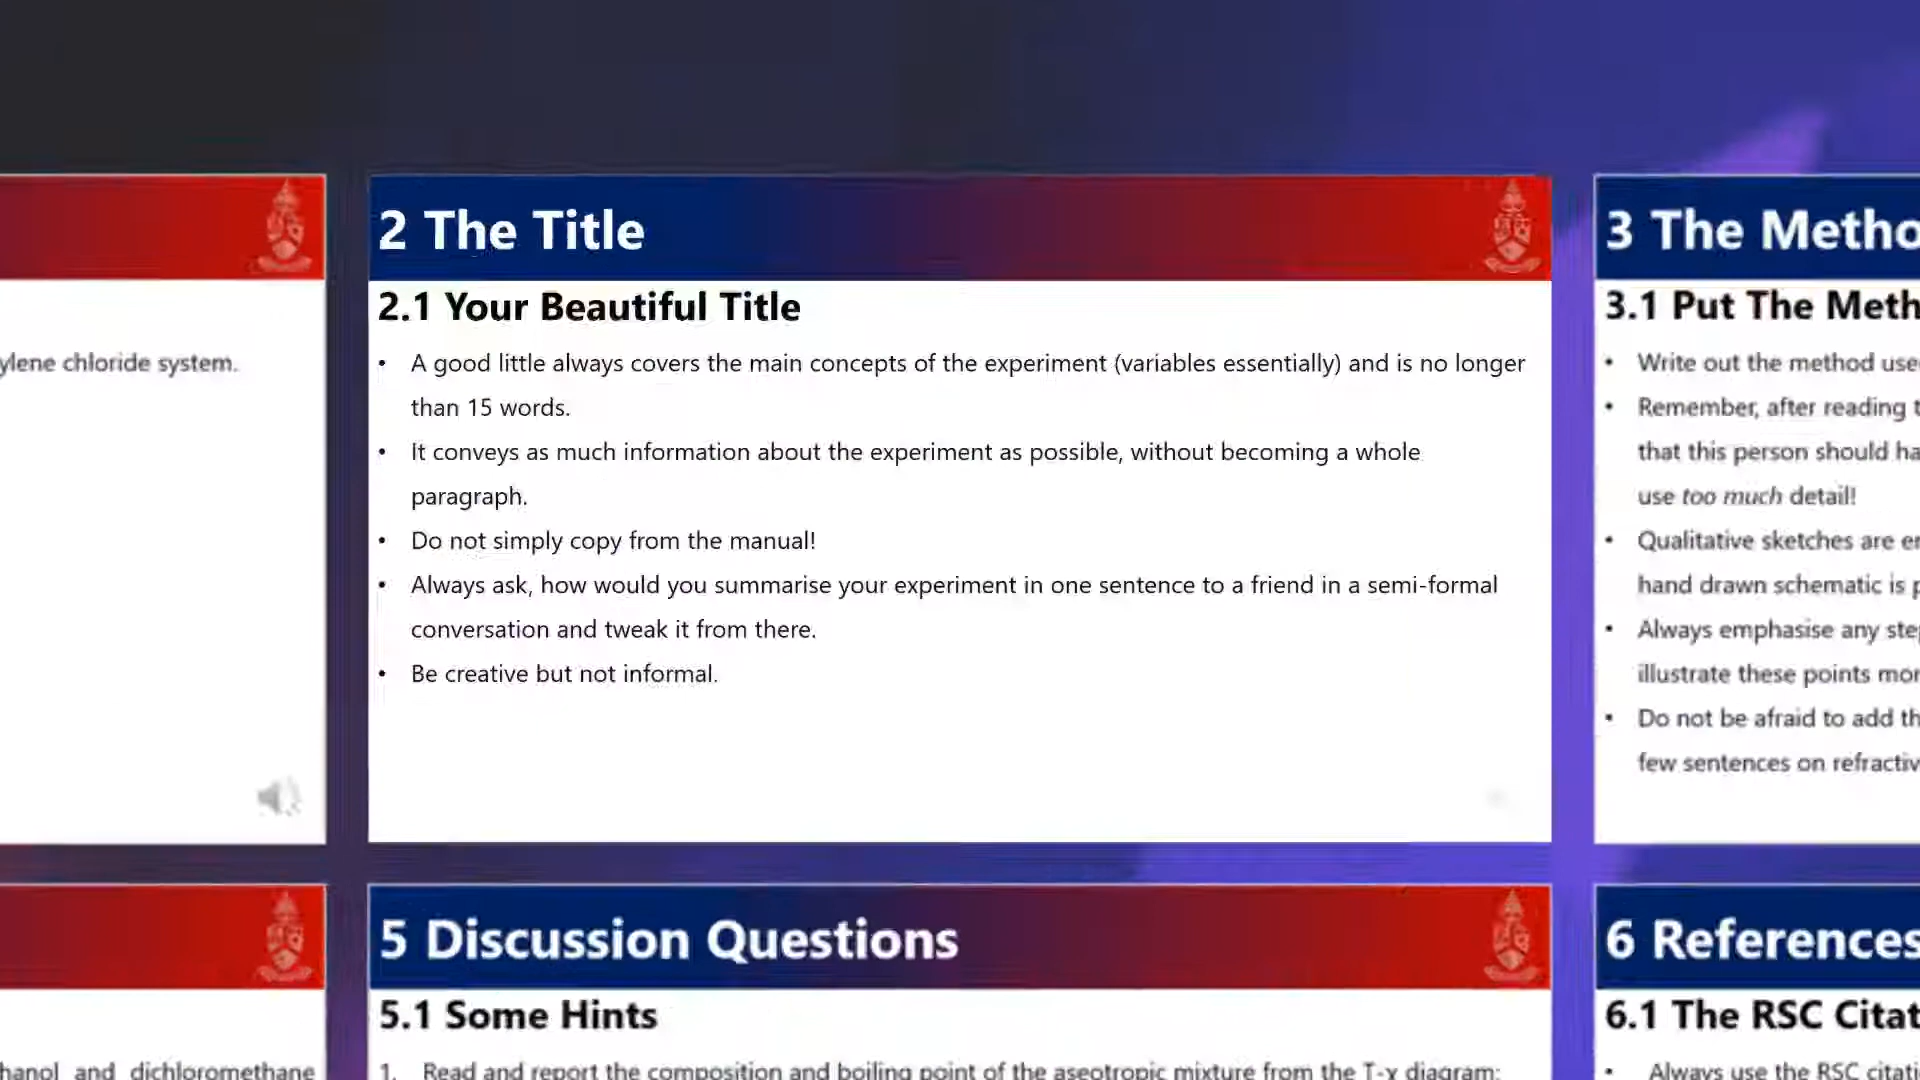 ylene chloride system.
2 The Title
2.1 Your Beautiful Title
• A good little always covers the main concepts of the experiment (variables essentially) and is no longer
than 15 words.
• It conveys as much information about the experiment as possible, without becoming a whole
paragraph.
• Do not simply copy from the manual!
• Always ask, how would you summarise your experiment in one sentence to a friend in a semi-formal
conversation and tweak it from there.
• Be creative but not informal.
3 The Metho
3.1 Put The Meth
• Write out the method use
• Remember, after reading t
that this person should ha
use too much detail!
• Qualitative sketches are e
hand drawn schematic is p
• Always emphasise any ste
illustrate these points mor
• Do not be afraid to add th
few sentences on refractiv
hanol and dichloromethane
5 Discussion Questions
5.1 Some Hints
1. Read and report the composition and boiling point of the aseotropic mixture from the T-x diagram;
6 References
6.1 The RSC Citat
• Always use the RSC citati